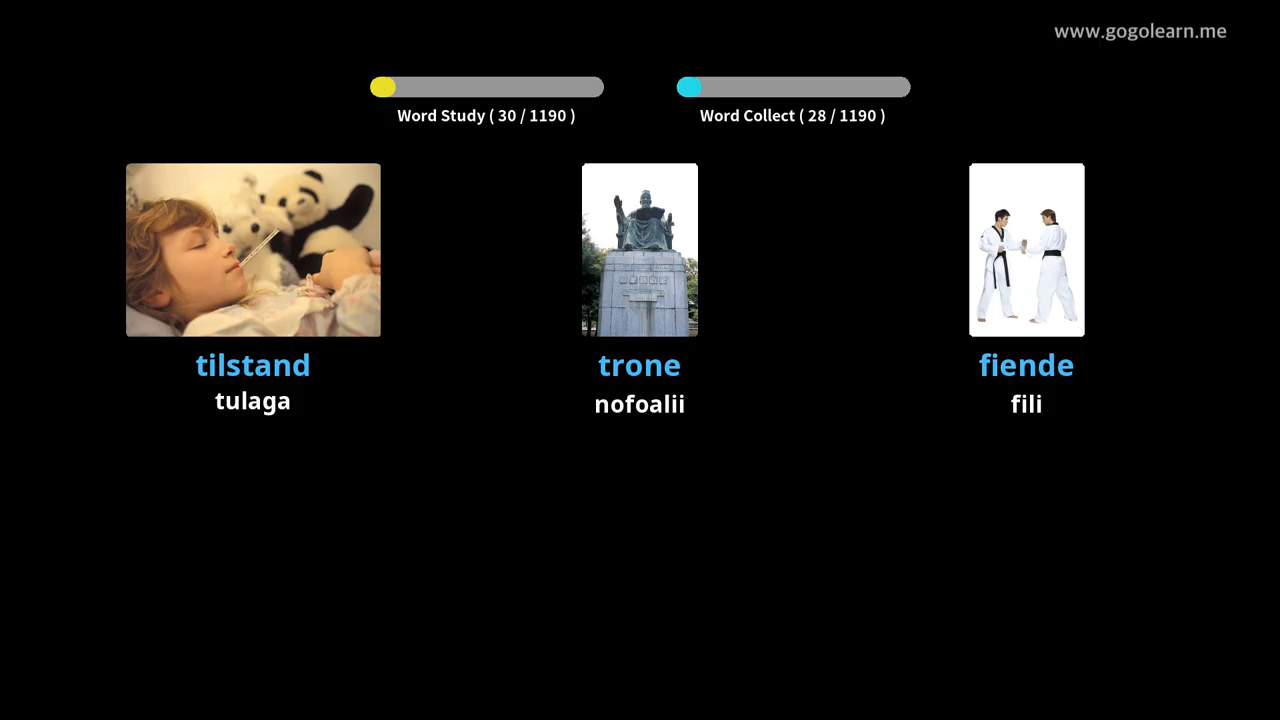 www.gogolearn.me
Word Study ( 30 / 1190 )
Word Collect ( 28 / 1190 )
tilstand
trone
fiende
tulaga
nofoalii
fili